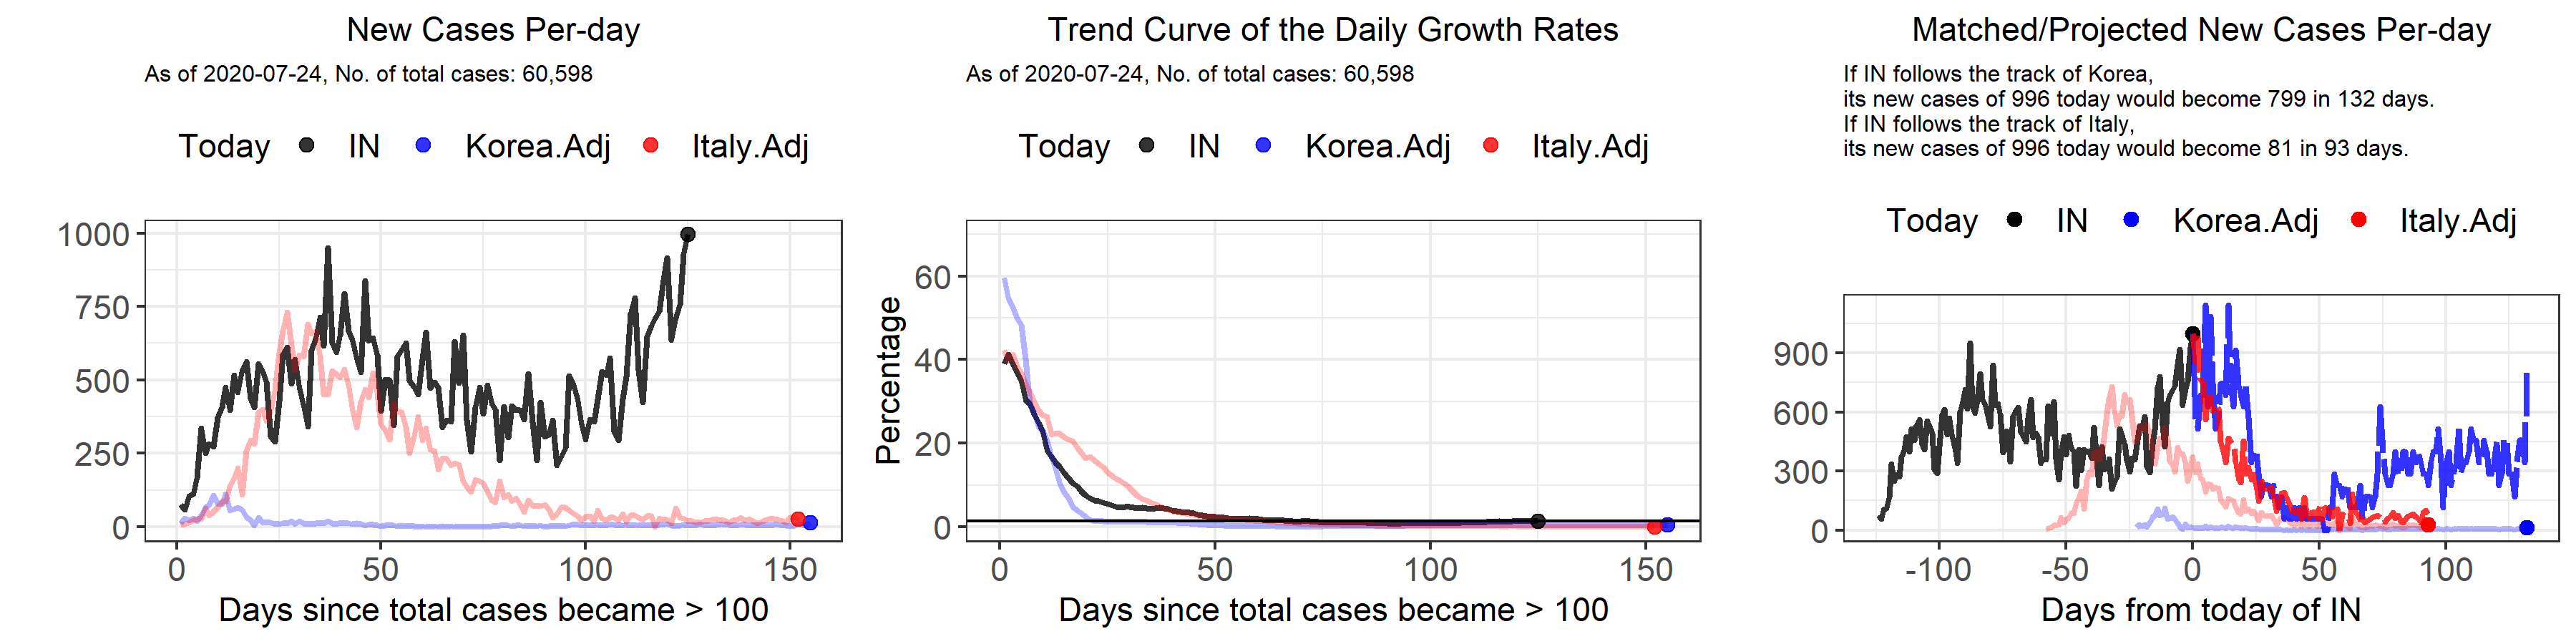 New Cases Per-day
As of 2020-07-24, No. of total cases: 60,598
Today IN Korea.Adj Italy.Adj
1000
750
500
250
0
0 50 100 150
Days since total cases became > 100
Trend Curve of the Daily Growth Rates
As of 2020-07-24, No. of total cases: 60,598
Today IN Korea.Adj Italy.Adj
Percentage
60
40
20
0
0 50 100 150
Days since total cases became > 100
Matched/Projected New Cases Per-day
If IN follows the track of Korea,
its new cases of 996 today would become 799 in 132 days.
If IN follows the track of Italy,
its new cases of 996 today would become 81 in 93 days.
Today IN Korea.Adj Italy.Adj
900
600
300
0
-100 -50 0 50 100
Days from today of IN